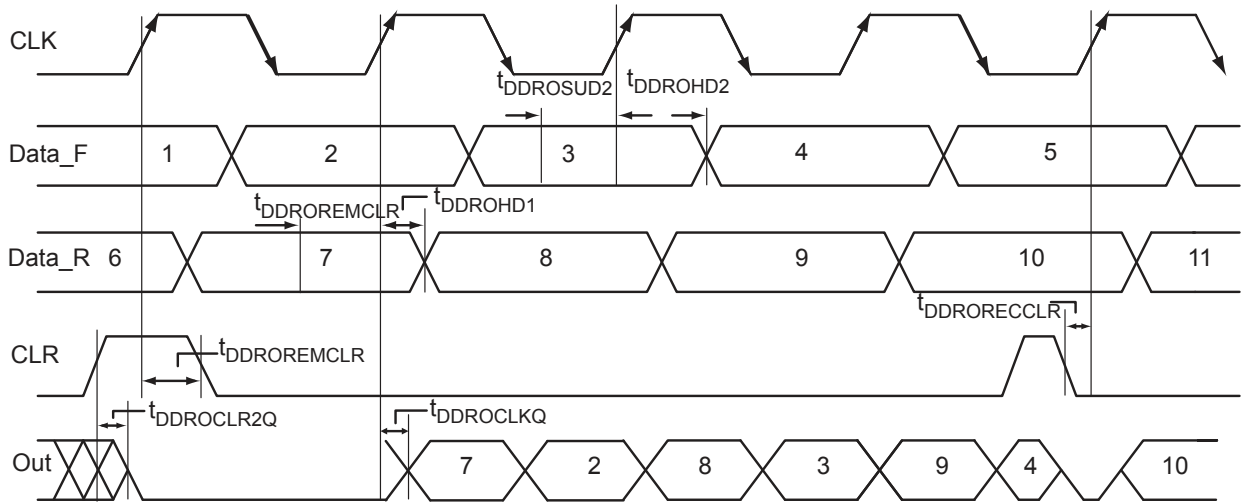 CLK
tDDROSUD2 tDDROHD2
Data_F 1 2 3 4 5
tDDROREMCLR tDDROHD1
Data_R 6 7 8 9 10 11
tDDRORECCLR
CLR tDDROREMCLR
tDDROCLR2Q tDDROCLKQ
Out 7 2 8 3 9 4 10